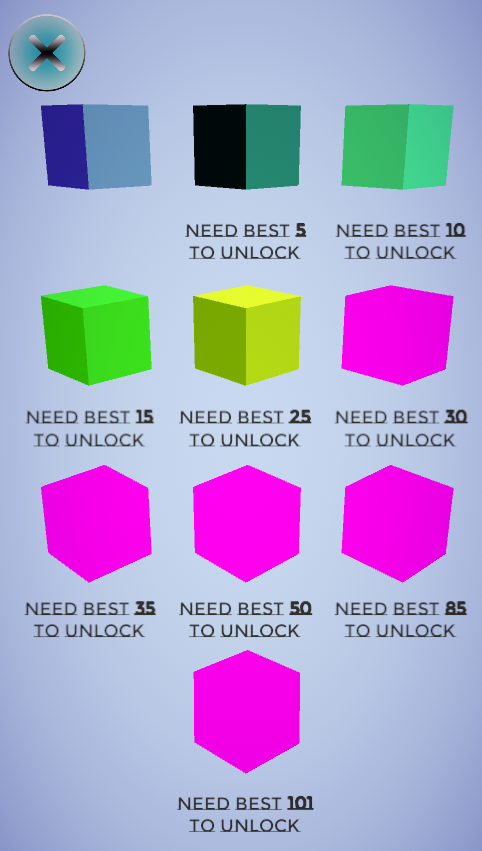 NEED BEST 5
TO UNLOCK
NEED BEST 10
TO UNLOCK
NEED BEST 15
TO UNLOCK
NEED BEST 25
TO UNLOCK
NEED BEST 30
TO UNLOCK
NEED BEST 35
TO UNLOCK
NEED BEST 50
TO UNLOCK
NEED BEST 85
TO UNLOCK
NEED BEST 101
TO UNLOCK